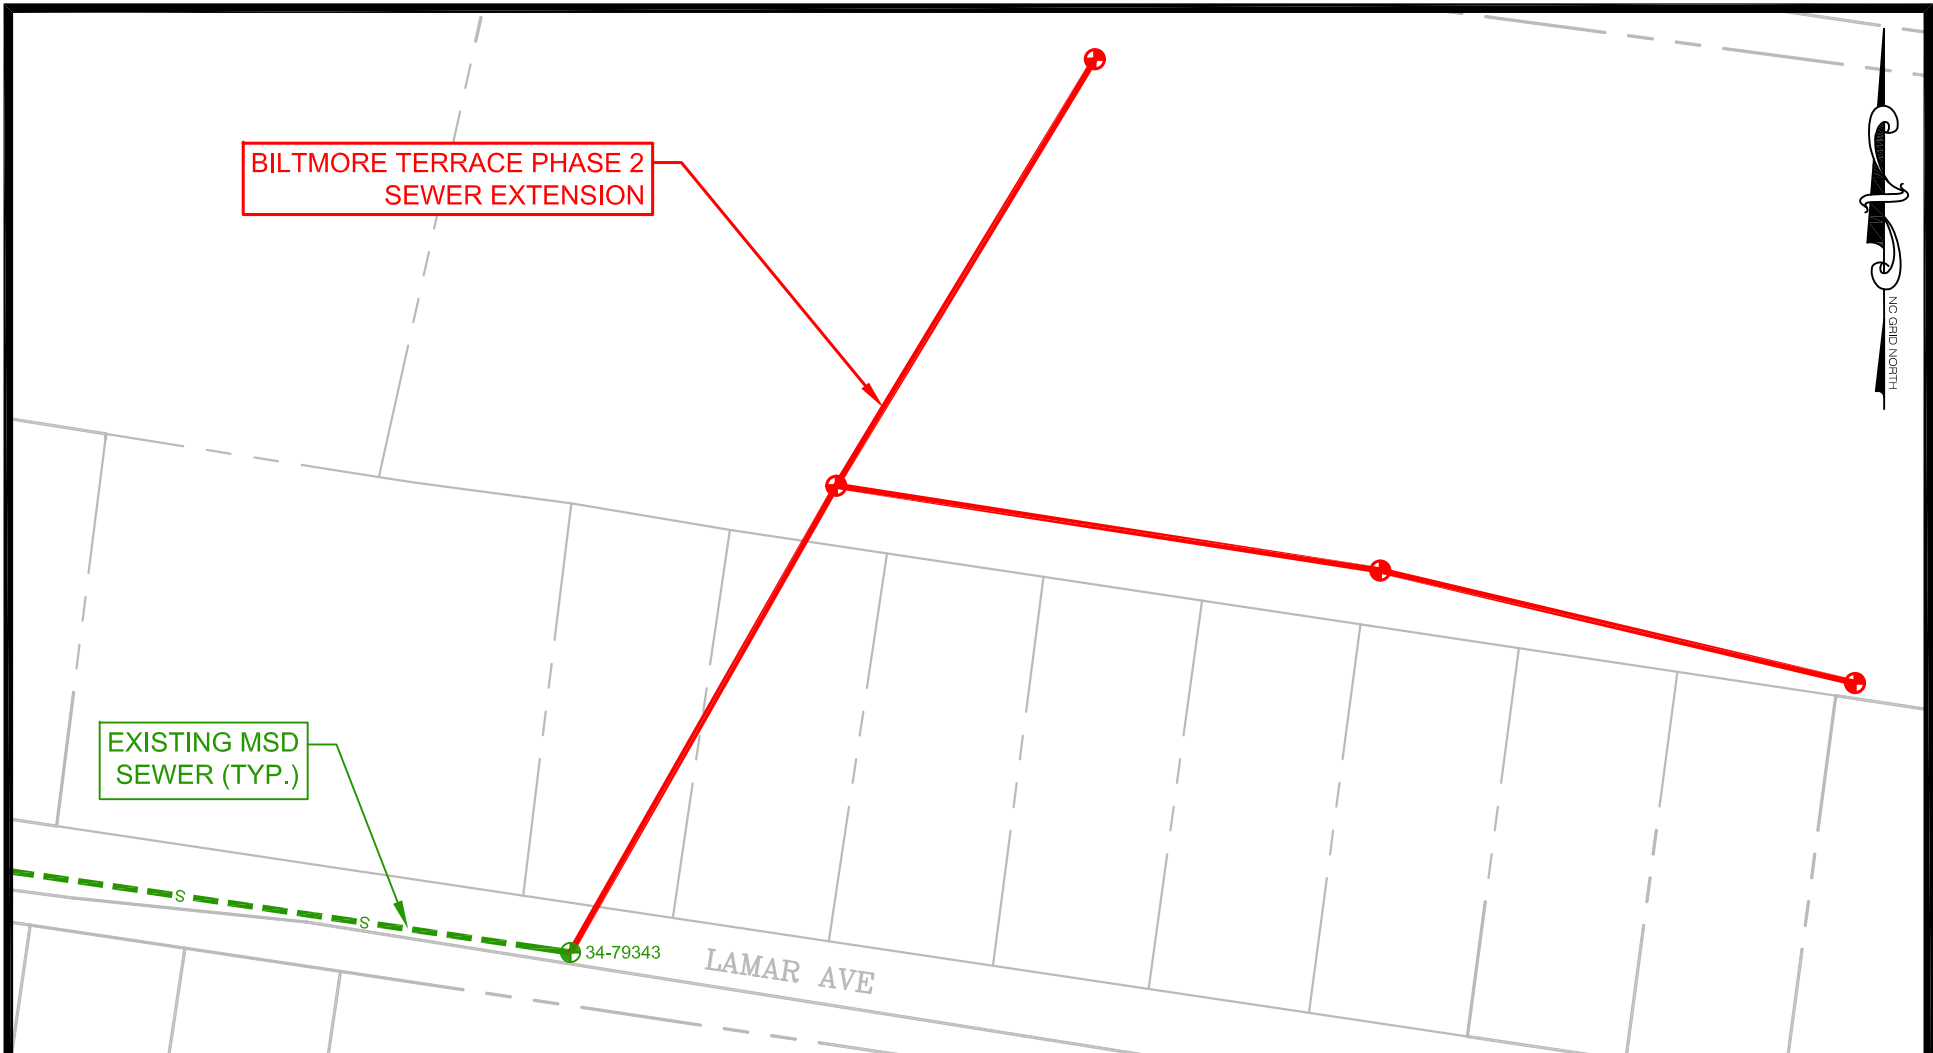 BILTMORE TERRACE PHASE 2
SEWER EXTENSION
NC GRID NORTH
EXISTING MSD
SEWER (TYP.)
S
S
34-79343
LAMAR AVE